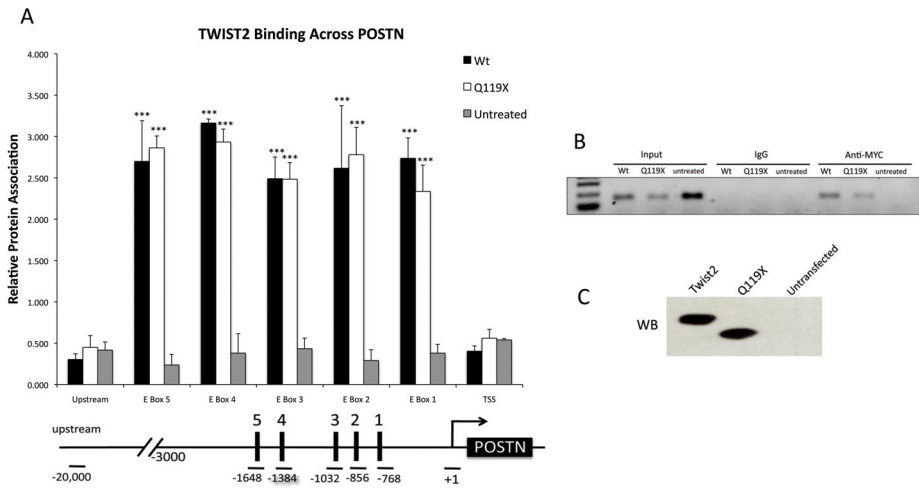 A
TWIST2 Binding Across POSTN
Relative Protein Association
4.000
3.500
3.000
2.500
2.000
1.500
1.000
0.500
0.000
Wt
Q119X
Untreated
*** ***
*** ***
*** ***
*** ***
*** ***
Upstream E Box 5 E Box 4 E Box 3 E Box 2 E Box 1 TSS
upstream
5 4 3 2 1
POSTN
-3000
-20,000 -1648 -1384 -1032 -856 -768 +1
B
Input IgG Anti-MYC
Wt Q119X untreated Wt Q119X untreated Wt Q119X untreated
C
Twist2 Q119X Untransfected
WB